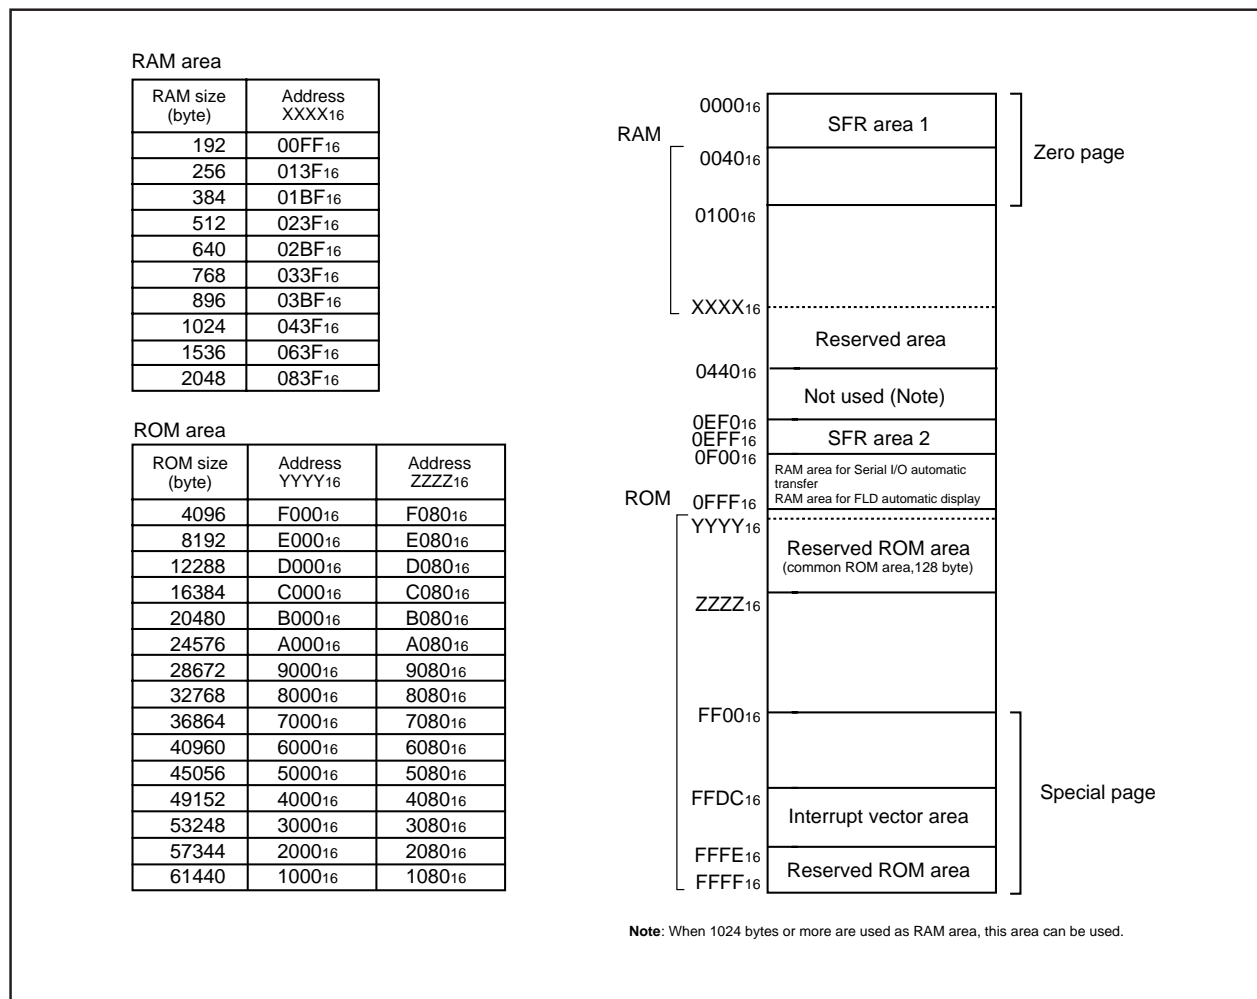 RAM area
RAM size (byte) Address XXXX16
192 00FF16
256 013F16
384 01BF16
512 023F16
640 02BF16
768 033F16
896 03BF16
1024 043F16
1536 063F16
2048 083F16
ROM area
ROM size (byte) Address YYYY16 Address ZZZZ16
4096 F00016 F08016
8192 E00016 E08016
12288 D00016 D08016
16384 C00016 C08016
20480 B00016 B08016
24576 A00016 A08016
28672 900016 908016
32768 800016 808016
36864 700016 708016
40960 600016 608016
45056 500016 508016
49152 400016 408016
53248 300016 308016
57344 200016 208016
61440 100016 108016
000016
SFR area 1
RAM
004016
Zero page
010016
XXXX16
Reserved area
044016
Not used (Note)
0EF016
0EFF16
SFR area 2
0F0016
RAM area for Serial I/O automatic
transfer
RAM area for FLD automatic display
ROM
0FFF16
YYYY16
Reserved ROM area
(common ROM area,128 byte)
ZZZZ16
FF0016
FFDC16
Special page
Interrupt vector area
FFFE16
Reserved ROM area
FFFF16
Note: When 1024 bytes or more are used as RAM area, this area can be used.